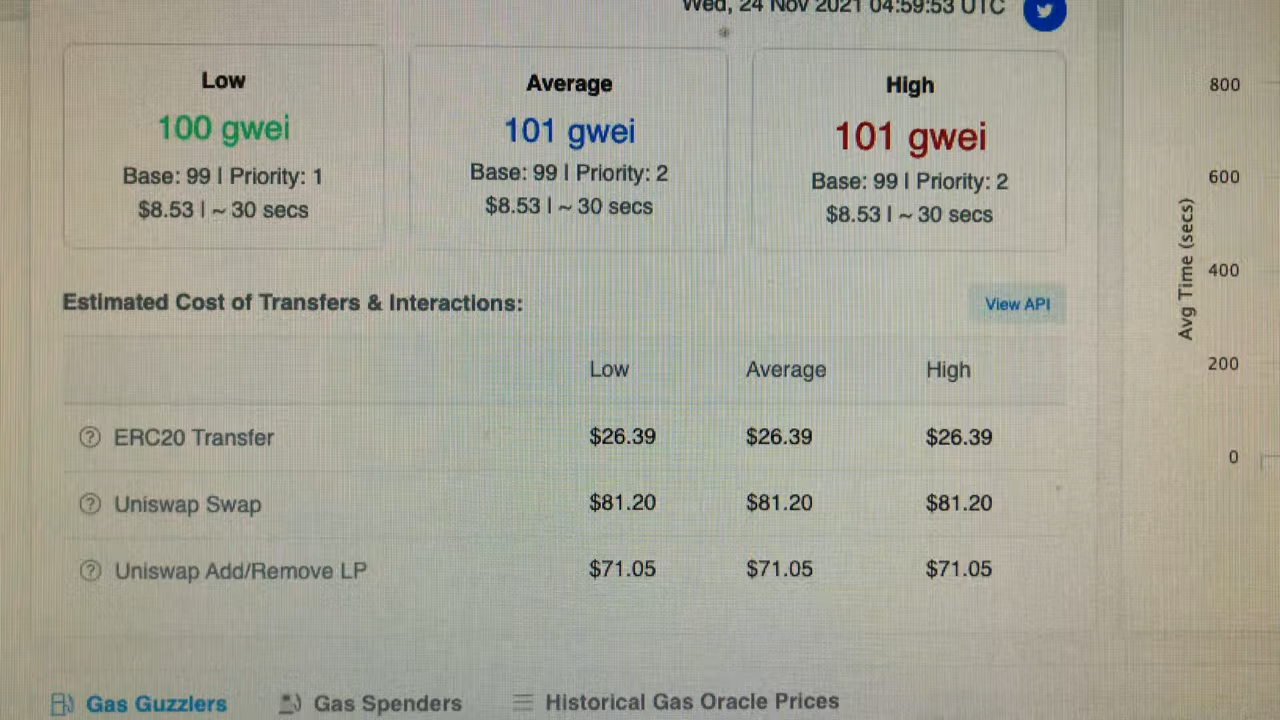 Wed, 24 Nov 2021 04:59:53 UTC
Low
100 gwei
Base: 99 | Priority: 1
$8.53 | ~ 30 secs
Average
101 gwei
Base: 99 | Priority: 2
$8.53 | ~ 30 secs
High
101 gwei
Base: 99 | Priority: 2
$8.53 | ~ 30 secs
Estimated Cost of Transfers & Interactions:
View API
Low Average High
ERC20 Transfer $26.39 $26.39 $26.39
Uniswap Swap $81.20 $81.20 $81.20
Uniswap Add/Remove LP $71.05 $71.05 $71.05
Gas Guzzlers Gas Spenders Historical Gas Oracle Prices
Avg Time (secs)
800
600
400
200
0